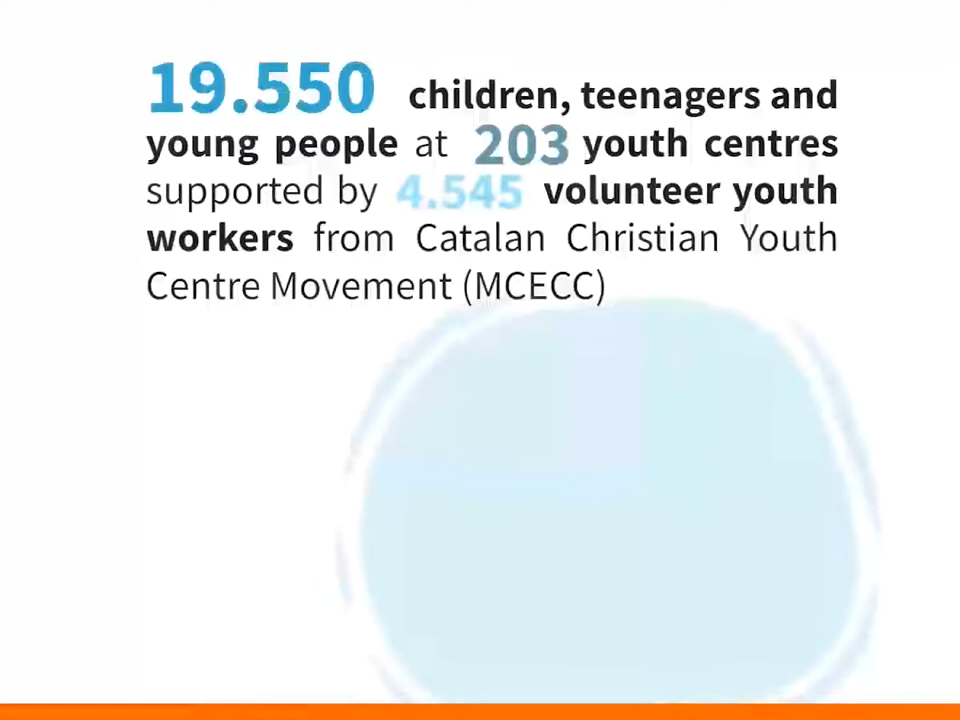 19.550 children, teenagers and
young people at 203 youth centres
supported by 4.545 volunteer youth
workers from Catalan Christian Youth
Centre Movement (MCECC)